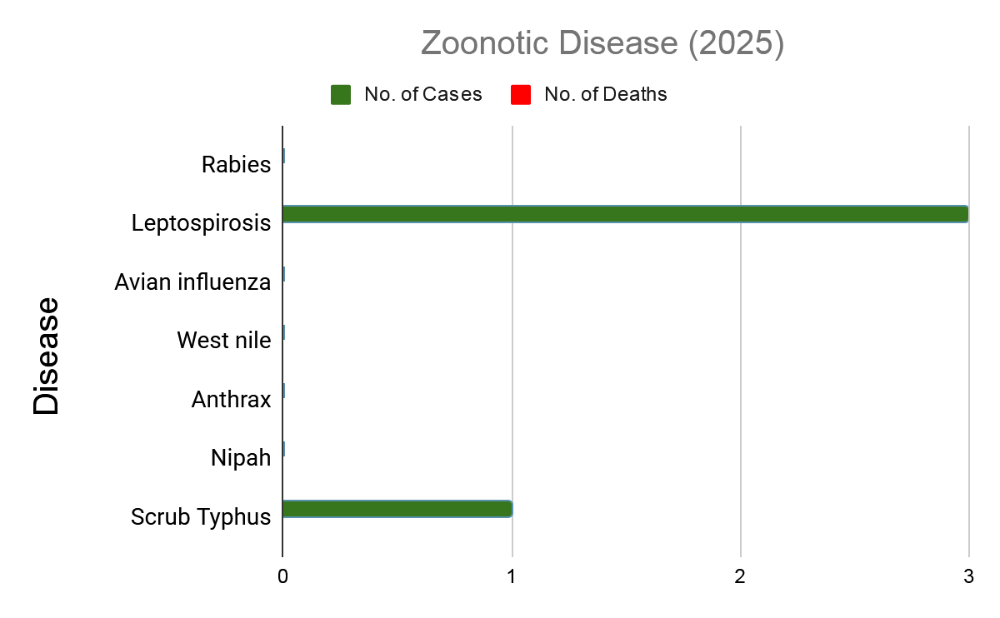 Zoonotic Disease (2025)
No. of Cases
No. of Deaths
Disease
Rabies
Leptospirosis
Avian influenza
West nile
Anthrax
Nipah
Scrub Typhus
0
1
2
3